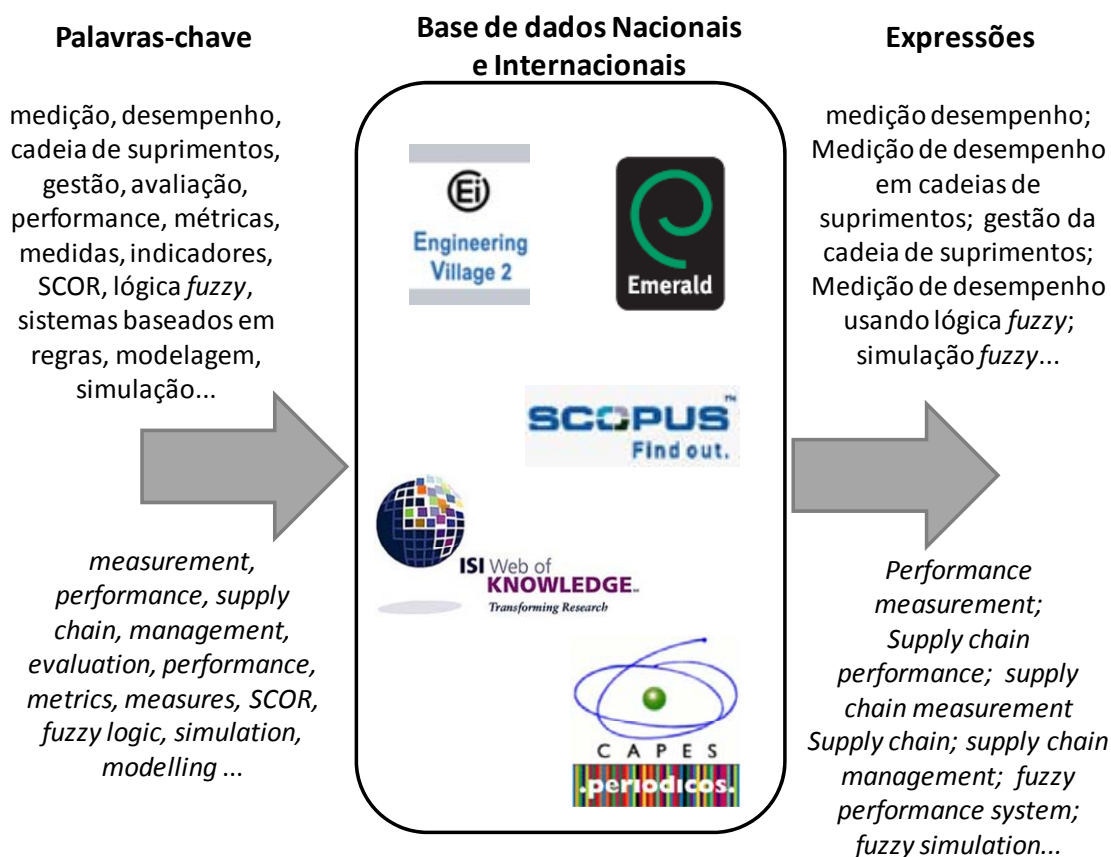 Palavras-chave
medição, desempenho,
cadeia de suprimentos,
gestão, avaliação,
performance, métricas,
medidas, indicadores,
SCOR, lógica fuzzy,
sistemas baseados em
regras, modelagem,
simulação...
measurement,
performance, supply
chain, management,
evaluation, performance,
metrics, measures, SCOR,
fuzzy logic, simulation,
modelling ...
Base de dados Nacionais
e Internacionais
Ei
Engineering
Village 2
Emerald
SCOPUS™
Find out.
ISI Web of
KNOWLEDGE℠
Transforming Research
CAPES
.periodicos.
Expressões
medição desempenho;
Medição de desempenho
em cadeias de
suprimentos; gestão da
cadeia de suprimentos;
Medição de desempenho
usando lógica fuzzy;
simulação fuzzy...
Performance
measurement;
Supply chain
performance; supply
chain measurement
Supply chain; supply chain
management; fuzzy
performance system;
fuzzy simulation...